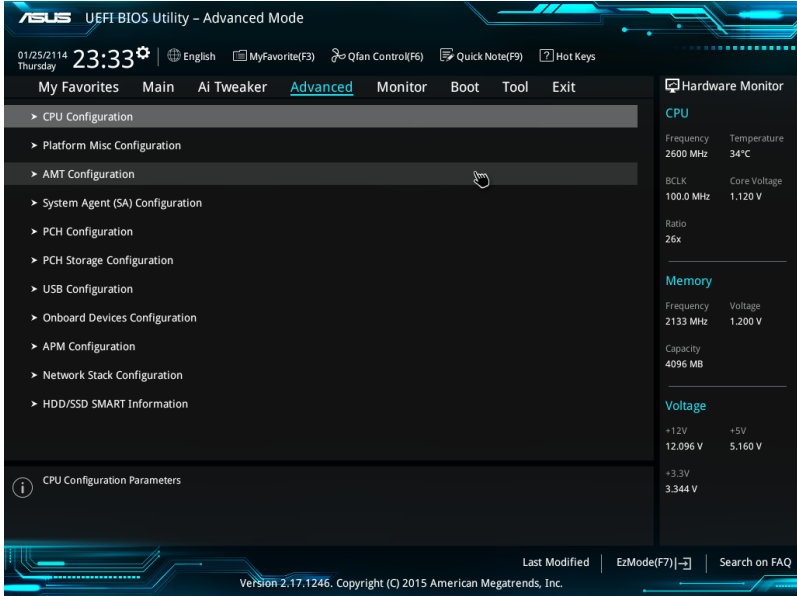 ASUS UEFI BIOS Utility – Advanced Mode
01/25/2114
Thursday
23:33
English
MyFavorite(F3)
Qfan Control(F6)
Quick Note(F9)
? Hot Keys
My Favorites
Main
Ai Tweaker
Advanced
Monitor
Boot
Tool
Exit
CPU Configuration
Platform Misc Configuration
AMT Configuration
System Agent (SA) Configuration
PCH Configuration
PCH Storage Configuration
USB Configuration
Onboard Devices Configuration
APM Configuration
Network Stack Configuration
HDD/SSD SMART Information
CPU Configuration Parameters
Hardware Monitor
CPU
Frequency Temperature
2600 MHz 34°C
BCLK Core Voltage
100.0 MHz 1.120 V
Ratio
26x
Memory
Frequency Voltage
2133 MHz 1.200 V
Capacity
4096 MB
Voltage
+12V +5V
12.096 V 5.160 V
+3.3V
3.344 V
Last Modified
EzMode(F7)
Search on FAQ
Version 2.17.1246. Copyright (C) 2015 American Megatrends, Inc.